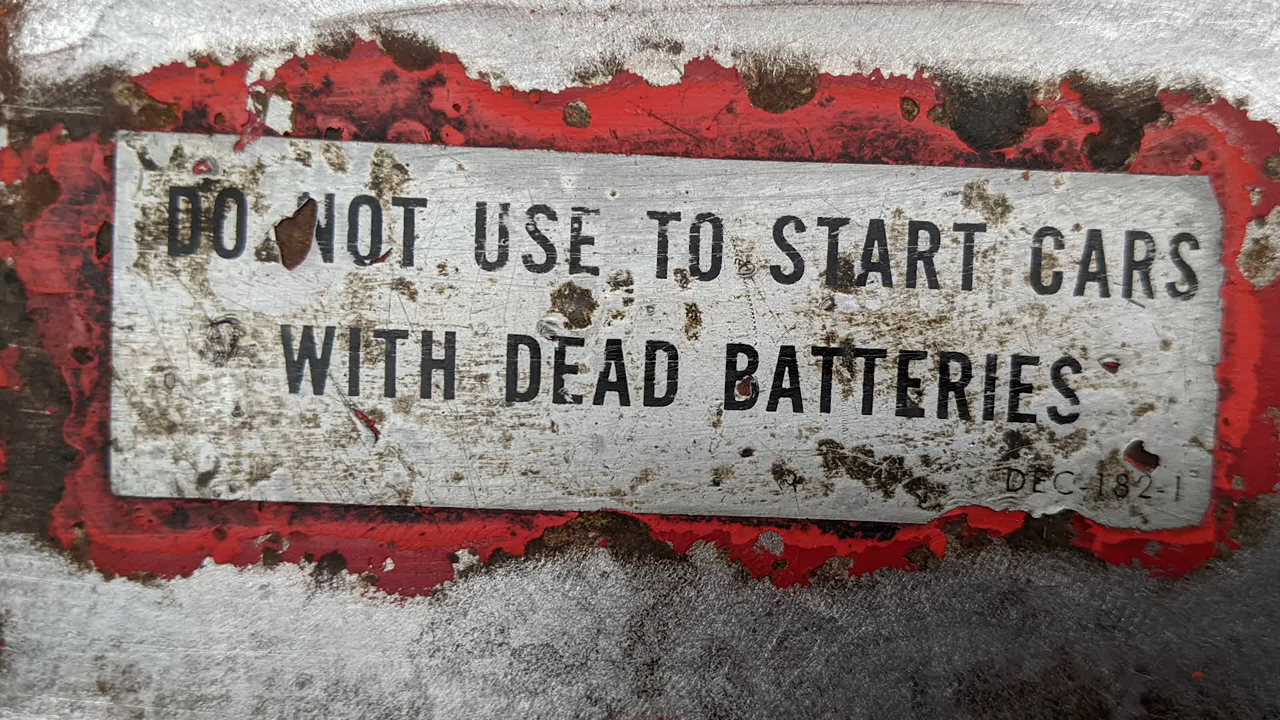 DO NOT USE TO START CARS
WITH DEAD BATTERIES
DEC-182-1